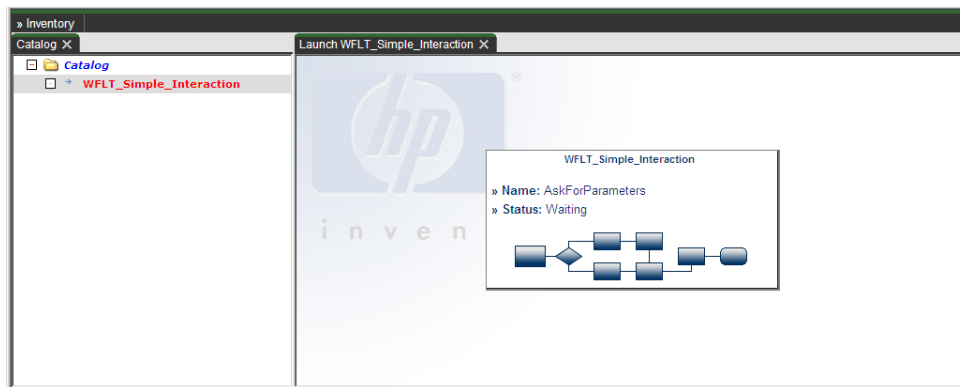 » Inventory
Catalog X
Launch WFLT_Simple_Interaction X
Catalog
WFLT_Simple_Interaction
hp
®
i n v e n
WFLT_Simple_Interaction
» Name: AskForParameters
» Status: Waiting